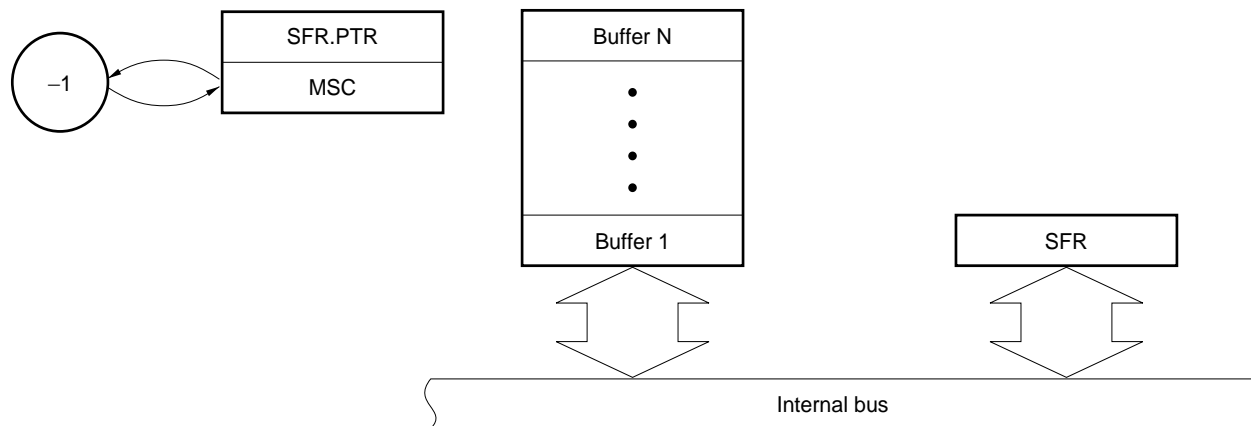 SFR.PTR
MSC
–1
Buffer N
Buffer 1
SFR
Internal bus